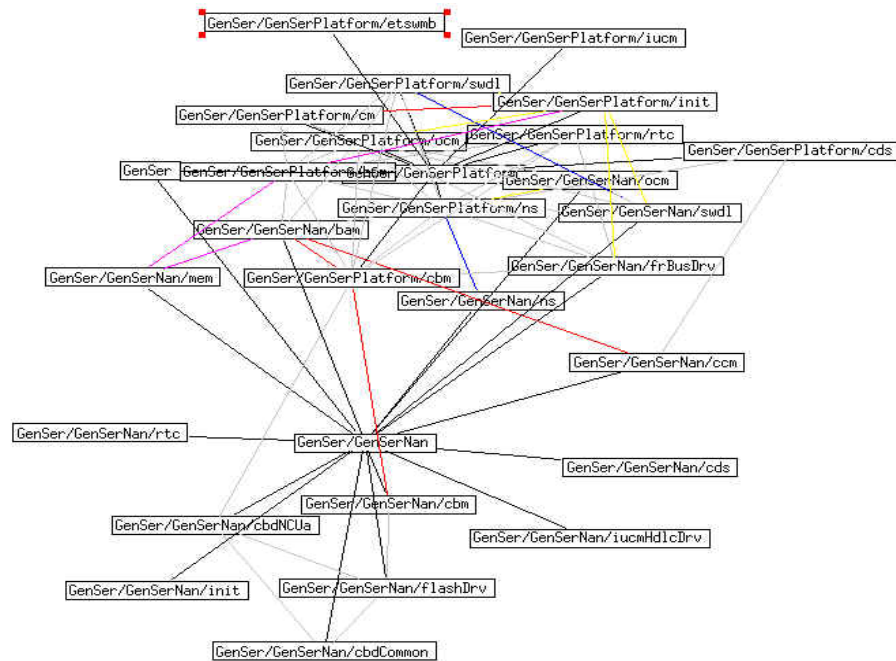 GenSer/GenSerPlatform/etswmb
GenSer/GenSerPlatform/iucm
GenSer/GenSerPlatform/swdl
GenSer/GenSerPlatform/init
GenSer/GenSerPlatform/cm
GenSer/GenSerPlatform/rtc
GenSer/GenSerPlatform/ocm
GenSer/GenSerPlatform/cds
GenSer
GenSer/GenSerPlatform
GenSer/GenSerNan/ocm
GenSer/GenSerPlatform/ns
GenSer/GenSerNan/swdl
GenSer/GenSerNan/bam
GenSer/GenSerNan/frBusDrv
GenSer/GenSerNan/mem
GenSer/GenSerPlatform/cbm
GenSer/GenSerNan/ns
GenSer/GenSerNan/ccm
GenSer/GenSerNan/rtc
GenSer/GenSerNan
GenSer/GenSerNan/cds
GenSer/GenSerNan/cbm
GenSer/GenSerNan/cbdNCUa
GenSer/GenSerNan/iucmHdlcDrv
GenSer/GenSerNan/init
GenSer/GenSerNan/flashDrv
GenSer/GenSerNan/cbdCommon